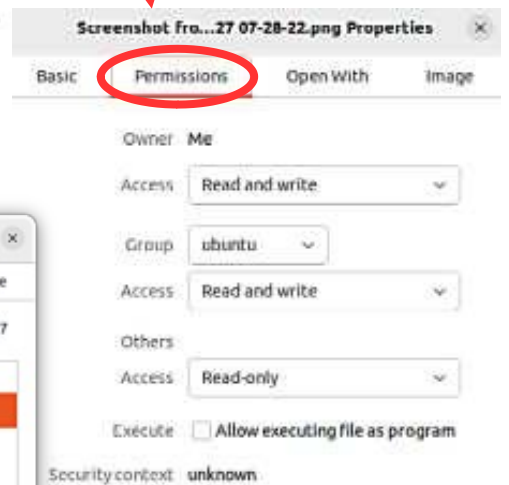 Screenshot fro...27 07-28-22.png Properties ×
Basic Permissions Open With Image
Owner Me
Access Read and write
Group ubuntu
Access Read and write
Others
Access Read-only
Execute Allow executing file as program
Security context unknown
×
e
7